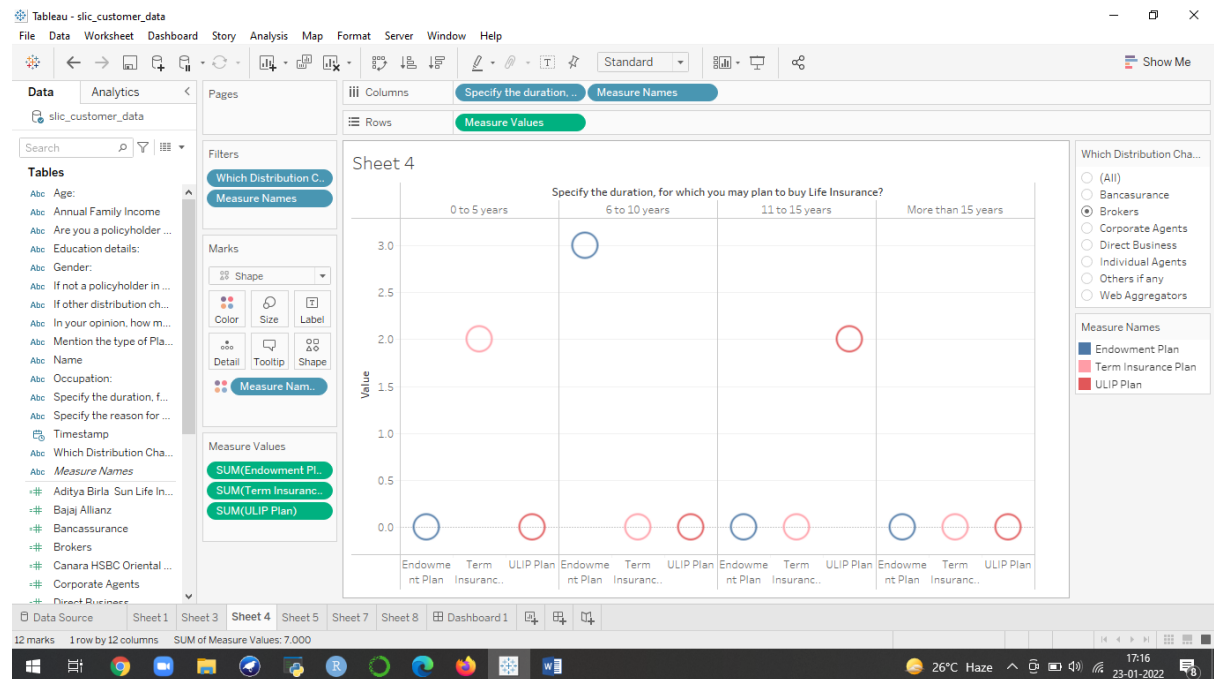 Tableau - slic_customer_data
File Data Worksheet Dashboard Story Analysis Map Format Server Window Help
Standard
Show Me
Data Analytics
slic_customer_data
Search
Tables
Abc Age:
Abc Annual Family Income
Abc Are you a policyholder ...
Abc Education details:
Abc Gender:
Abc If not a policyholder in ...
Abc If other distribution ch...
Abc In your opinion, how m...
Abc Mention the type of Pla...
Abc Name
Abc Occupation:
Abc Specify the duration, f...
Abc Specify the reason for ...
Timestamp
Abc Which Distribution Cha...
Abc Measure Names
# Aditya Birla Sun Life In...
# Bajaj Allianz
# Bancassurance
# Brokers
# Canara HSBC Oriental ...
# Corporate Agents
# Direct Business
Pages
Filters
Which Distribution C..
Measure Names
Marks
Shape
Color Size Label
Detail Tooltip Shape
Measure Nam..
Measure Values
SUM(Endowment Pl..
SUM(Term Insuranc..
SUM(ULIP Plan)
Columns Specify the duration, .. Measure Names
Rows Measure Values
Sheet 4
Specify the duration, for which you may plan to buy Life Insurance?
0 to 5 years 6 to 10 years 11 to 15 years More than 15 years
3.0
2.5
2.0
1.5
1.0
0.5
0.0
Value
Endowme Term ULIP Plan Endowme Term ULIP Plan Endowme Term ULIP Plan Endowme Term ULIP Plan
nt Plan Insuranc.. nt Plan Insuranc.. nt Plan Insuranc.. nt Plan Insuranc..
Which Distribution Cha...
(All)
Bancasurance
Brokers
Corporate Agents
Direct Business
Individual Agents
Others if any
Web Aggregators
Measure Names
Endowment Plan
Term Insurance Plan
ULIP Plan
Data Source Sheet 1 Sheet 3 Sheet 4 Sheet 5 Sheet 7 Sheet 8 Dashboard 1
12 marks 1 row by 12 columns SUM of Measure Values: 7.000
26°C Haze
17:16
23-01-2022
8